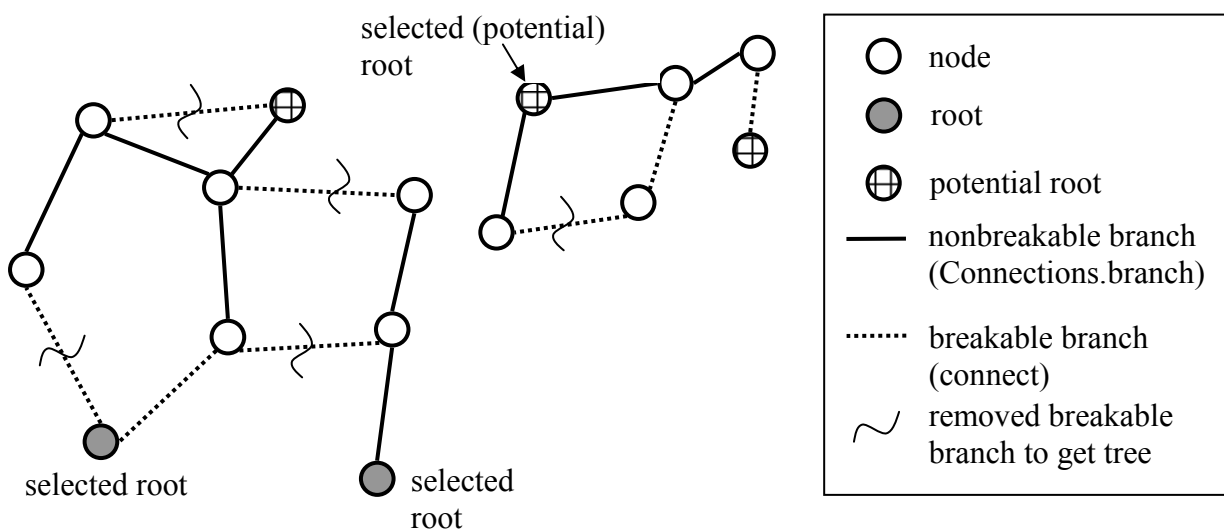 selected (potential)
root
selected root
selected
root
node
root
potential root
nonbreakable branch
(Connections.branch)
breakable branch
(connect)
removed breakable
branch to get tree